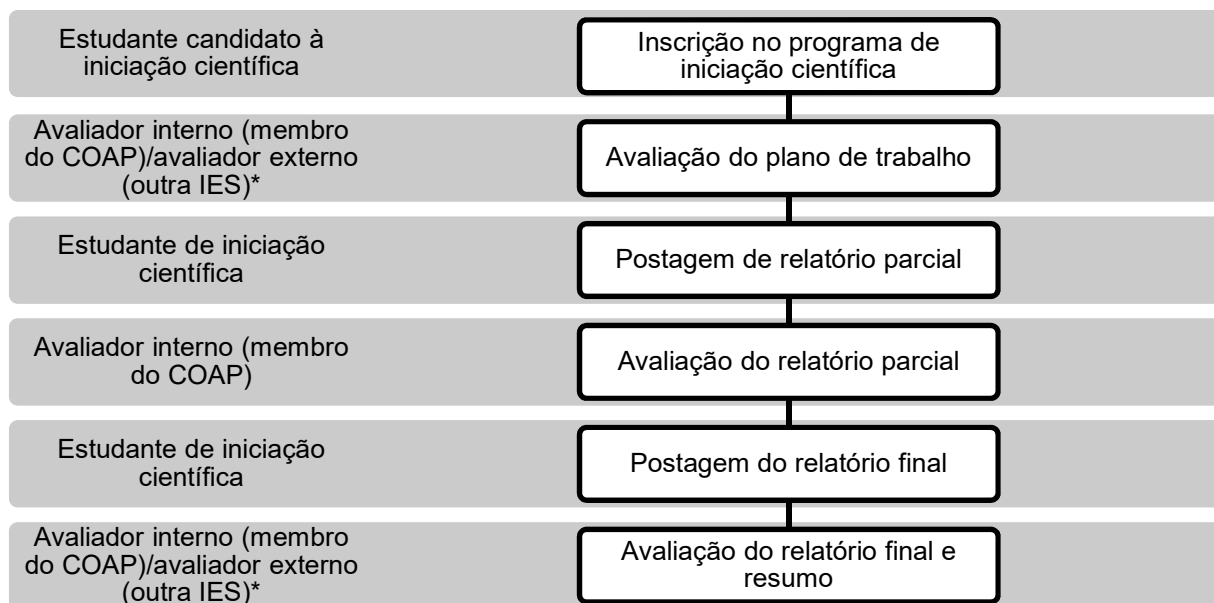 Estudante candidato à
iniciação científica
Inscrição no programa de
iniciação científica
Avaliador interno (membro
do COAP)/avaliador externo
(outra IES)*
Avaliação do plano de trabalho
Estudante de iniciação
científica
Postagem de relatório parcial
Avaliador interno (membro
do COAP)
Avaliação do relatório parcial
Estudante de iniciação
científica
Postagem do relatório final
Avaliador interno (membro
do COAP)/avaliador externo
(outra IES)*
Avaliação do relatório final e
resumo